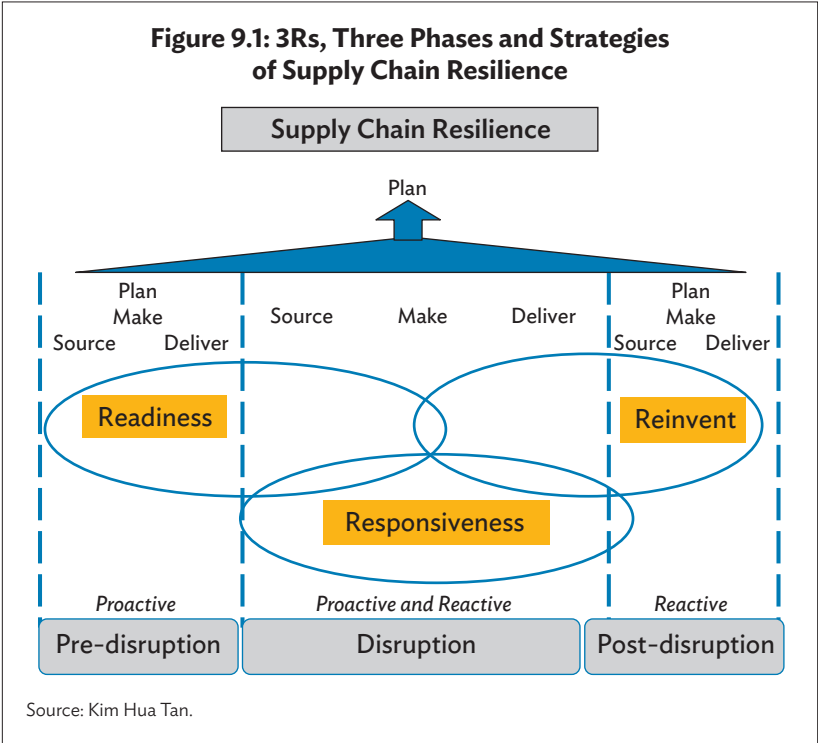 Figure 9.1: 3Rs, Three Phases and Strategies
of Supply Chain Resilience
Supply Chain Resilience
Plan
Plan
Make
Source Deliver
Source Make Deliver
Plan
Make
Source Deliver
Readiness
Reinvent
Responsiveness
Proactive
Proactive and Reactive
Reactive
Pre-disruption
Disruption
Post-disruption
Source: Kim Hua Tan.